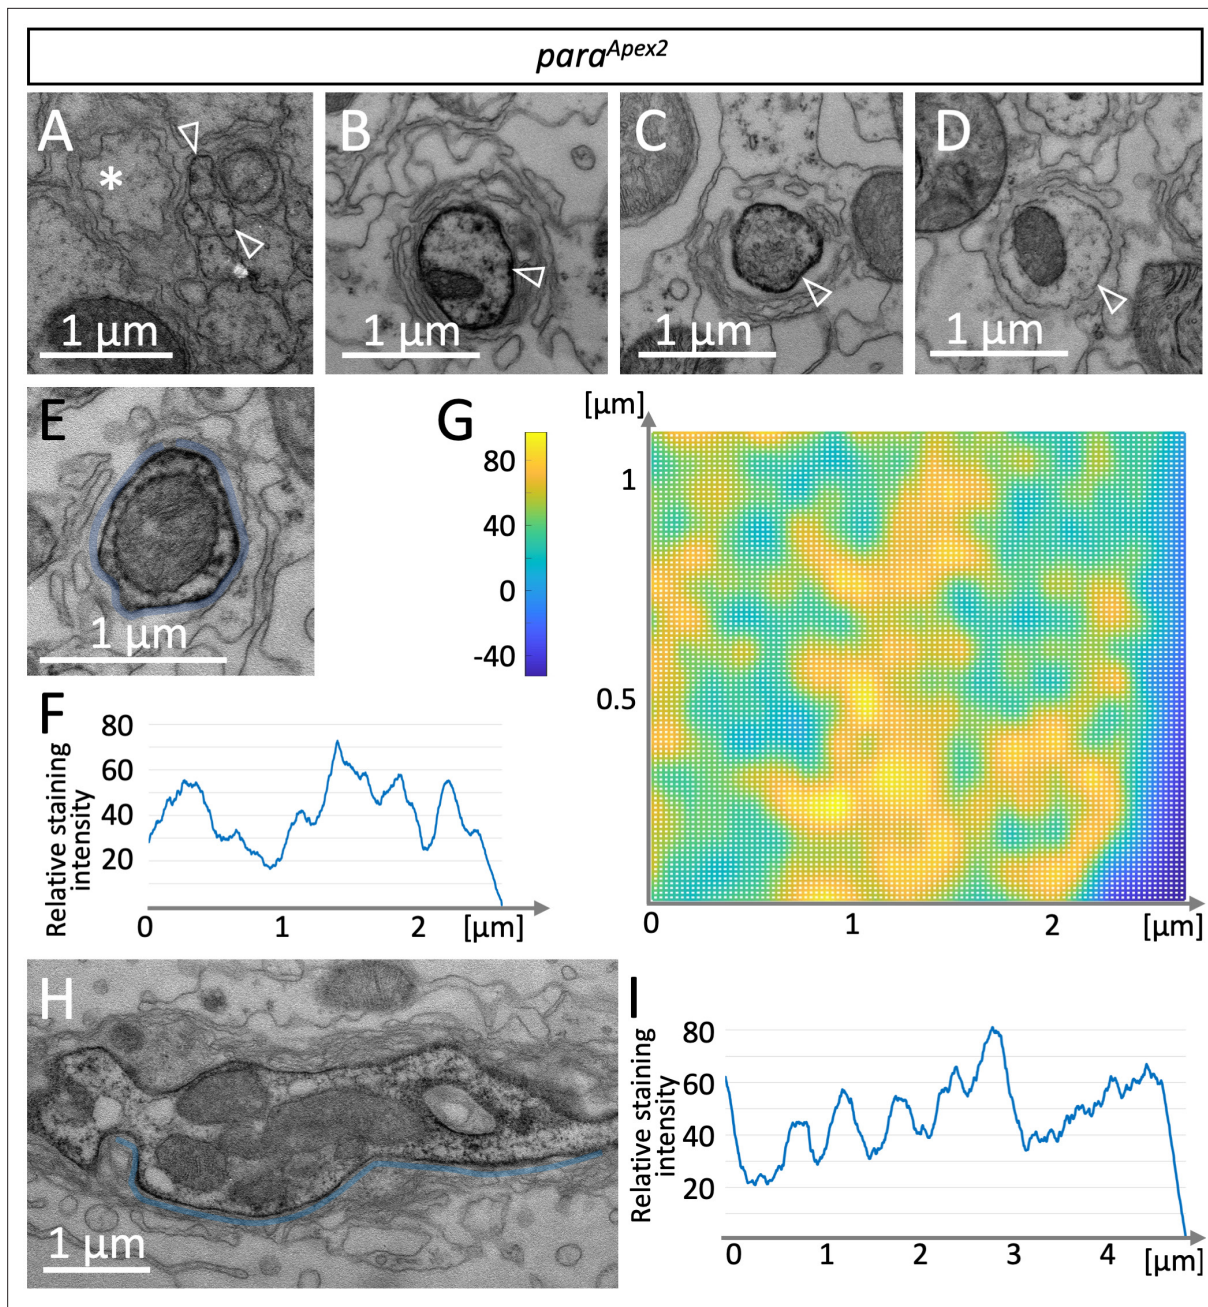 para^Apex2
A
*
1 µm
B
1 µm
C
1 µm
D
1 µm
E
1 µm
F
Relative staining
intensity
80
60
40
20
0 1 2 [µm]
G
80
40
0
-40
[µm]
1
0.5
0 1 2 [µm]
H
1 µm
I
Relative staining
intensity
80
60
40
20
0 1 2 3 4 [µm]